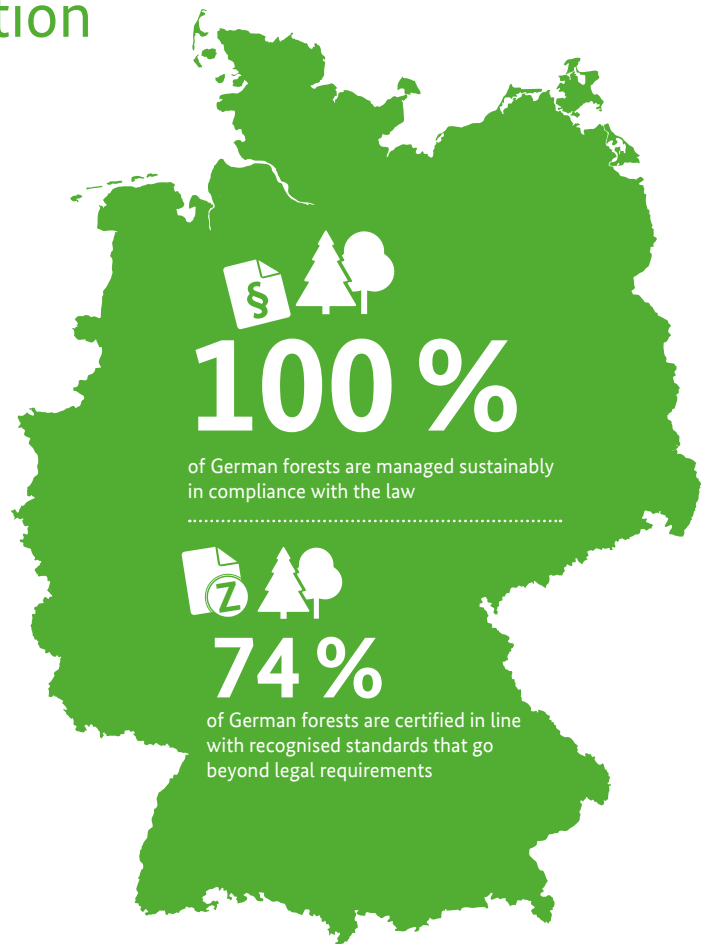 tion
§
100 %
of German forests are managed sustainably
in compliance with the law
Z
74 %
of German forests are certified in line
with recognised standards that go
beyond legal requirements